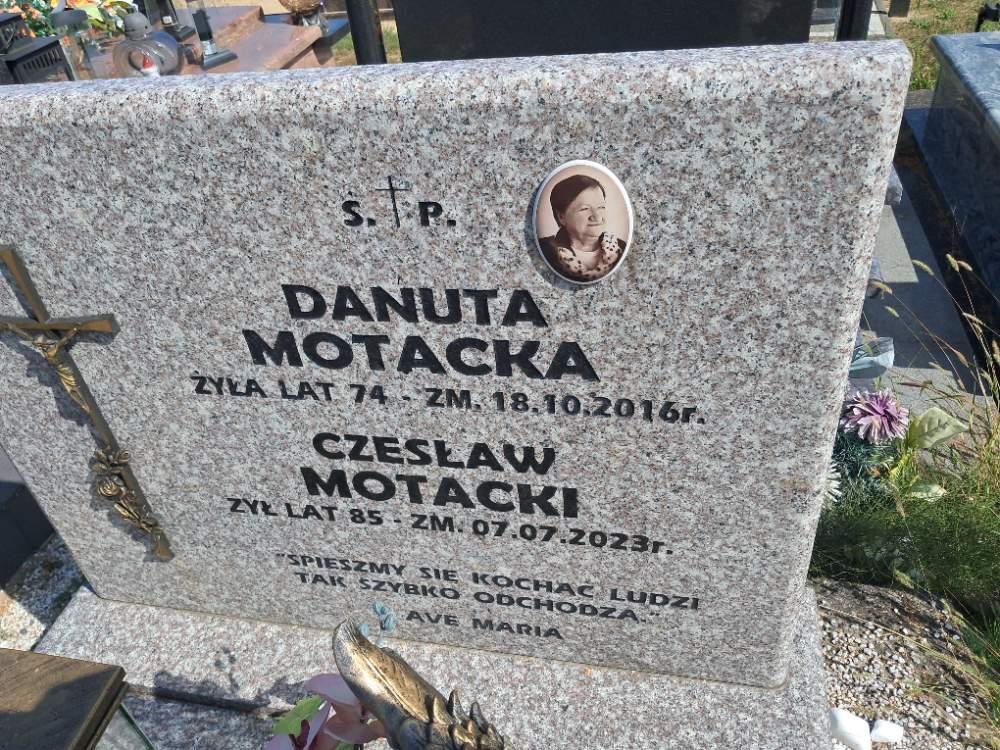 Ś. P.
DANUTA
MOTACKA
ŻYŁA LAT 74 - ZM. 18.10.2016r.
CZESŁAW
MOTACKI
ŻYŁ LAT 85 - ZM. 07.07.2023r.
"SPIESZMY SIĘ KOCHAĆ LUDZI
TAK SZYBKO ODCHODZĄ."
AVE MARIA